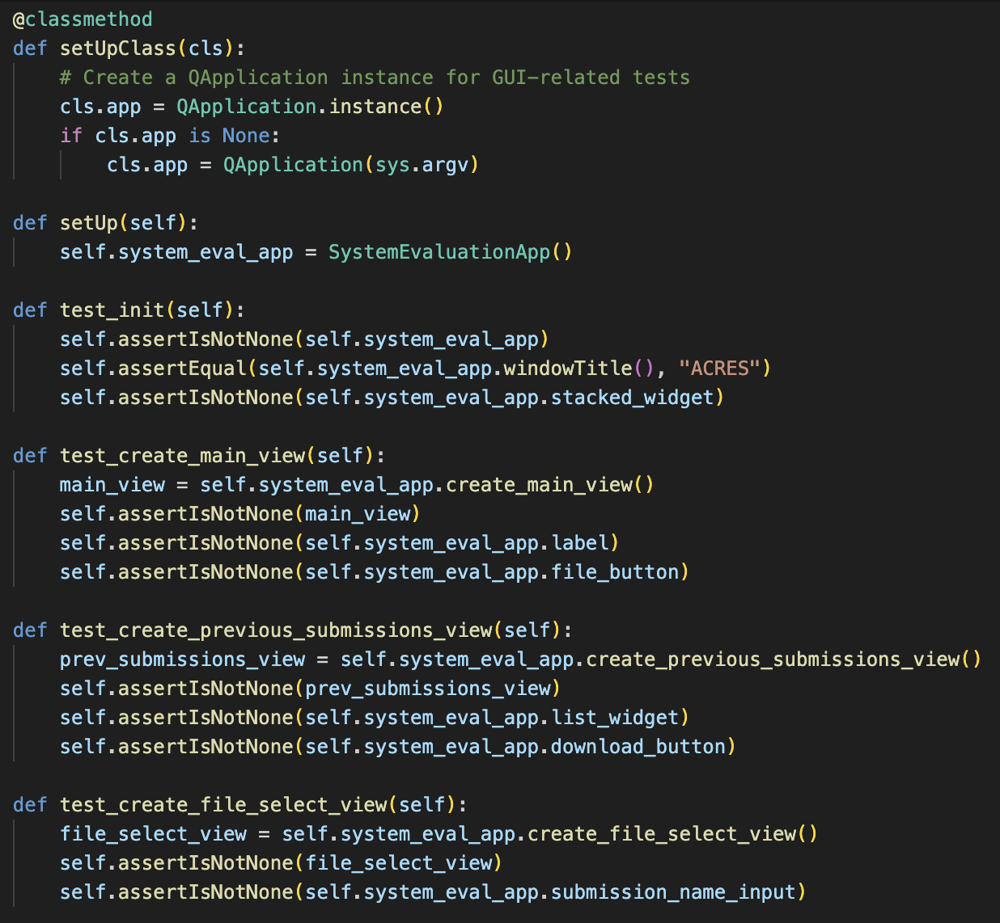 @classmethod
def setUpClass(cls):
    # Create a QApplication instance for GUI-related tests
    cls.app = QApplication.instance()
    if cls.app is None:
        cls.app = QApplication(sys.argv)

def setUp(self):
    self.system_eval_app = SystemEvaluationApp()

def test_init(self):
    self.assertIsNotNone(self.system_eval_app)
    self.assertEqual(self.system_eval_app.windowTitle(), "ACRES")
    self.assertIsNotNone(self.system_eval_app.stacked_widget)

def test_create_main_view(self):
    main_view = self.system_eval_app.create_main_view()
    self.assertIsNotNone(main_view)
    self.assertIsNotNone(self.system_eval_app.label)
    self.assertIsNotNone(self.system_eval_app.file_button)

def test_create_previous_submissions_view(self):
    prev_submissions_view = self.system_eval_app.create_previous_submissions_view()
    self.assertIsNotNone(prev_submissions_view)
    self.assertIsNotNone(self.system_eval_app.list_widget)
    self.assertIsNotNone(self.system_eval_app.download_button)

def test_create_file_select_view(self):
    file_select_view = self.system_eval_app.create_file_select_view()
    self.assertIsNotNone(file_select_view)
    self.assertIsNotNone(self.system_eval_app.submission_name_input)